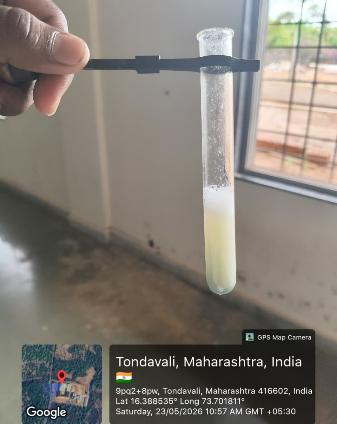 GPS Map Camera
Tondavali, Maharashtra, India
9pq2+8pw, Tondavali, Maharashtra 416602, India
Lat 16.388535° Long 73.701811°
Saturday, 23/05/2026 10:57 AM GMT +05:30
Google